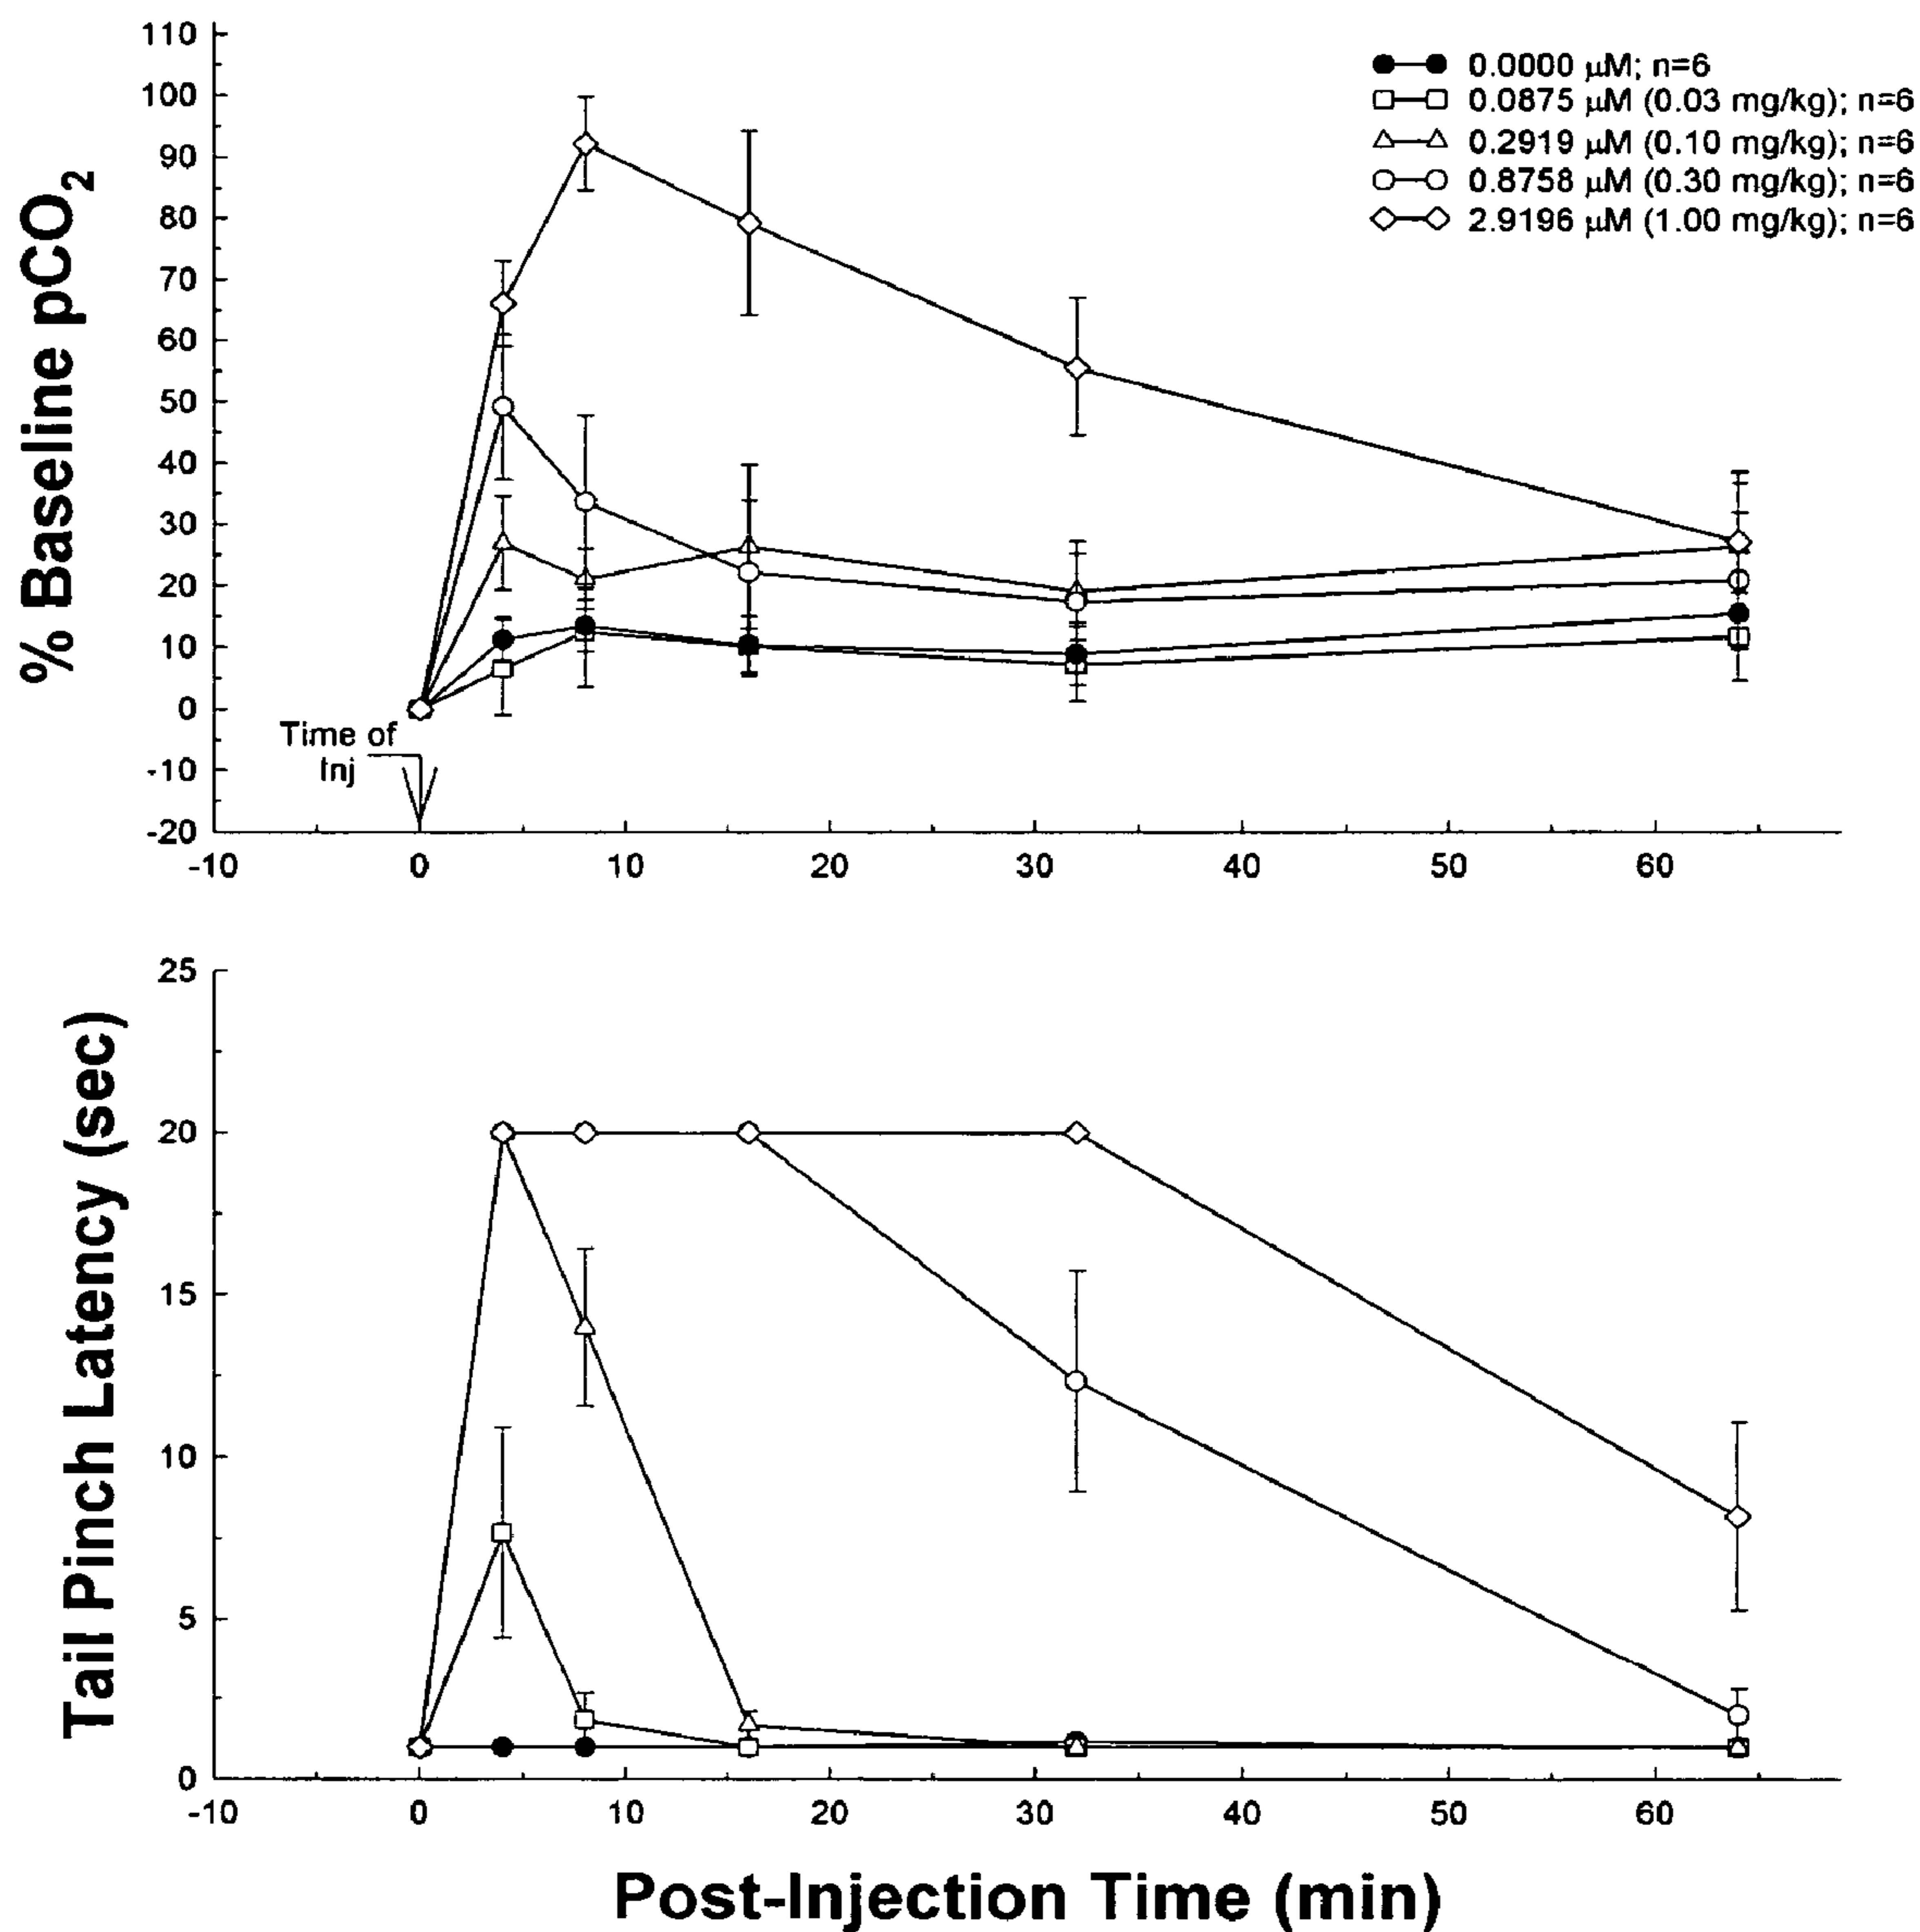 % Baseline pCO2
110
100
90
80
70
60
50
40
30
20
10
0
-10
-20
0.0000 µM; n=6
0.0875 µM (0.03 mg/kg); n=6
0.2919 µM (0.10 mg/kg); n=6
0.8758 µM (0.30 mg/kg); n=6
2.9196 µM (1.00 mg/kg); n=6
Time of
Inj
-10 0 10 20 30 40 50 60
Tail Pinch Latency (sec)
25
20
15
10
5
0
-10 0 10 20 30 40 50 60
Post-Injection Time (min)